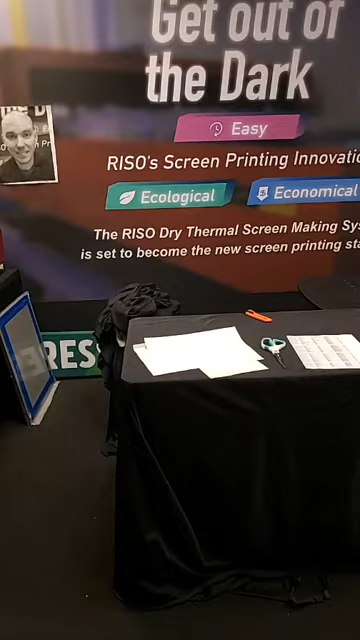 Get out of
the Dark
Easy
RISO's Screen Printing Innovatio
Ecological
Economical
The RISO Dry Thermal Screen Making Sys
is set to become the new screen printing sta
RES